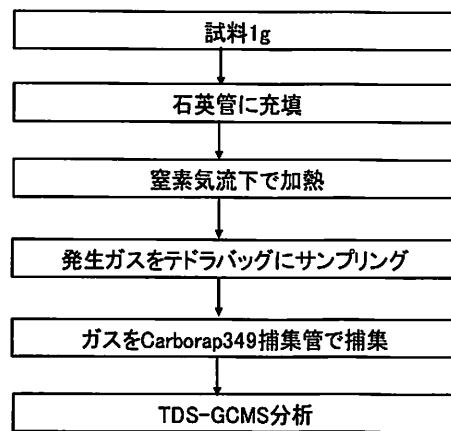 試料1g
石英管に充填
窒素気流下で加熱
発生ガスをテドラバッグにサンプリング
ガスをCarborap349捕集管で捕集
TDS-GCMS分析